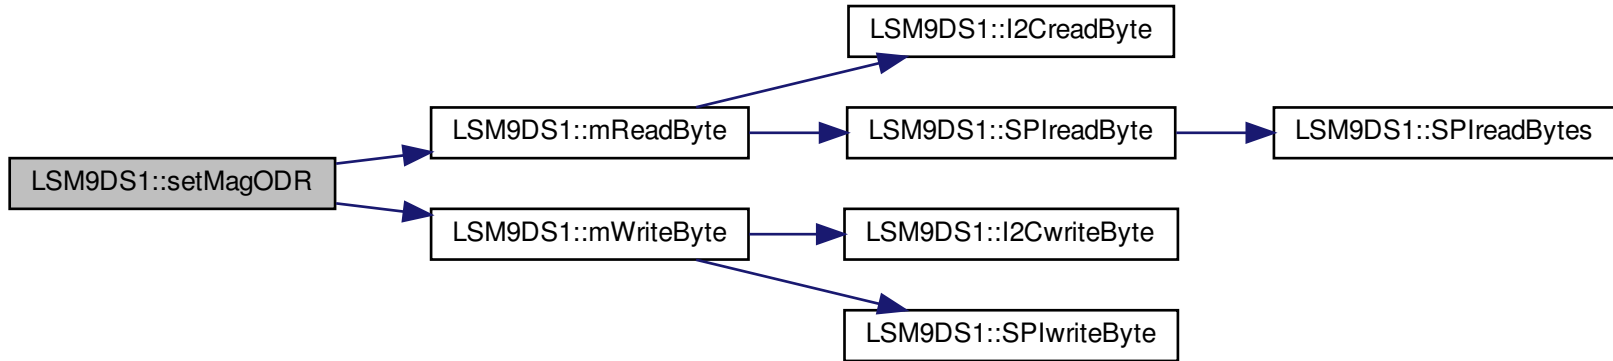 LSM9DS1::I2CreadByte
LSM9DS1::mReadByte
LSM9DS1::SPIreadByte
LSM9DS1::SPIreadBytes
LSM9DS1::setMagODR
LSM9DS1::mWriteByte
LSM9DS1::I2CwriteByte
LSM9DS1::SPIwriteByte